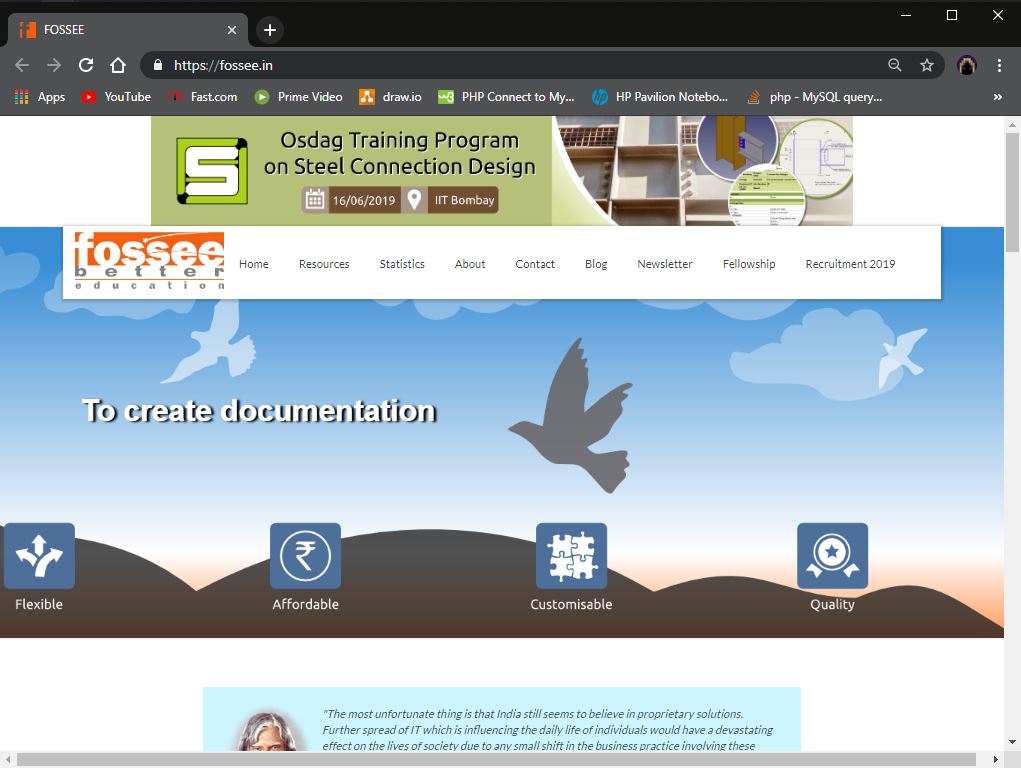 FOSSEE
https://fossee.in
Apps YouTube Fast.com Prime Video draw.io PHP Connect to My... HP Pavilion Notebo... php - MySQL query... »
Osdag Training Program
on Steel Connection Design
16/06/2019 IIT Bombay
fossee
better
education
Home Resources Statistics About Contact Blog Newsletter Fellowship Recruitment 2019
To create documentation
Flexible Affordable Customisable Quality
"The most unfortunate thing is that India still seems to believe in proprietary solutions.
Further spread of IT which is influencing the daily life of individuals would have a devastating
effect on the lives of society due to any small shift in the business practice involving these